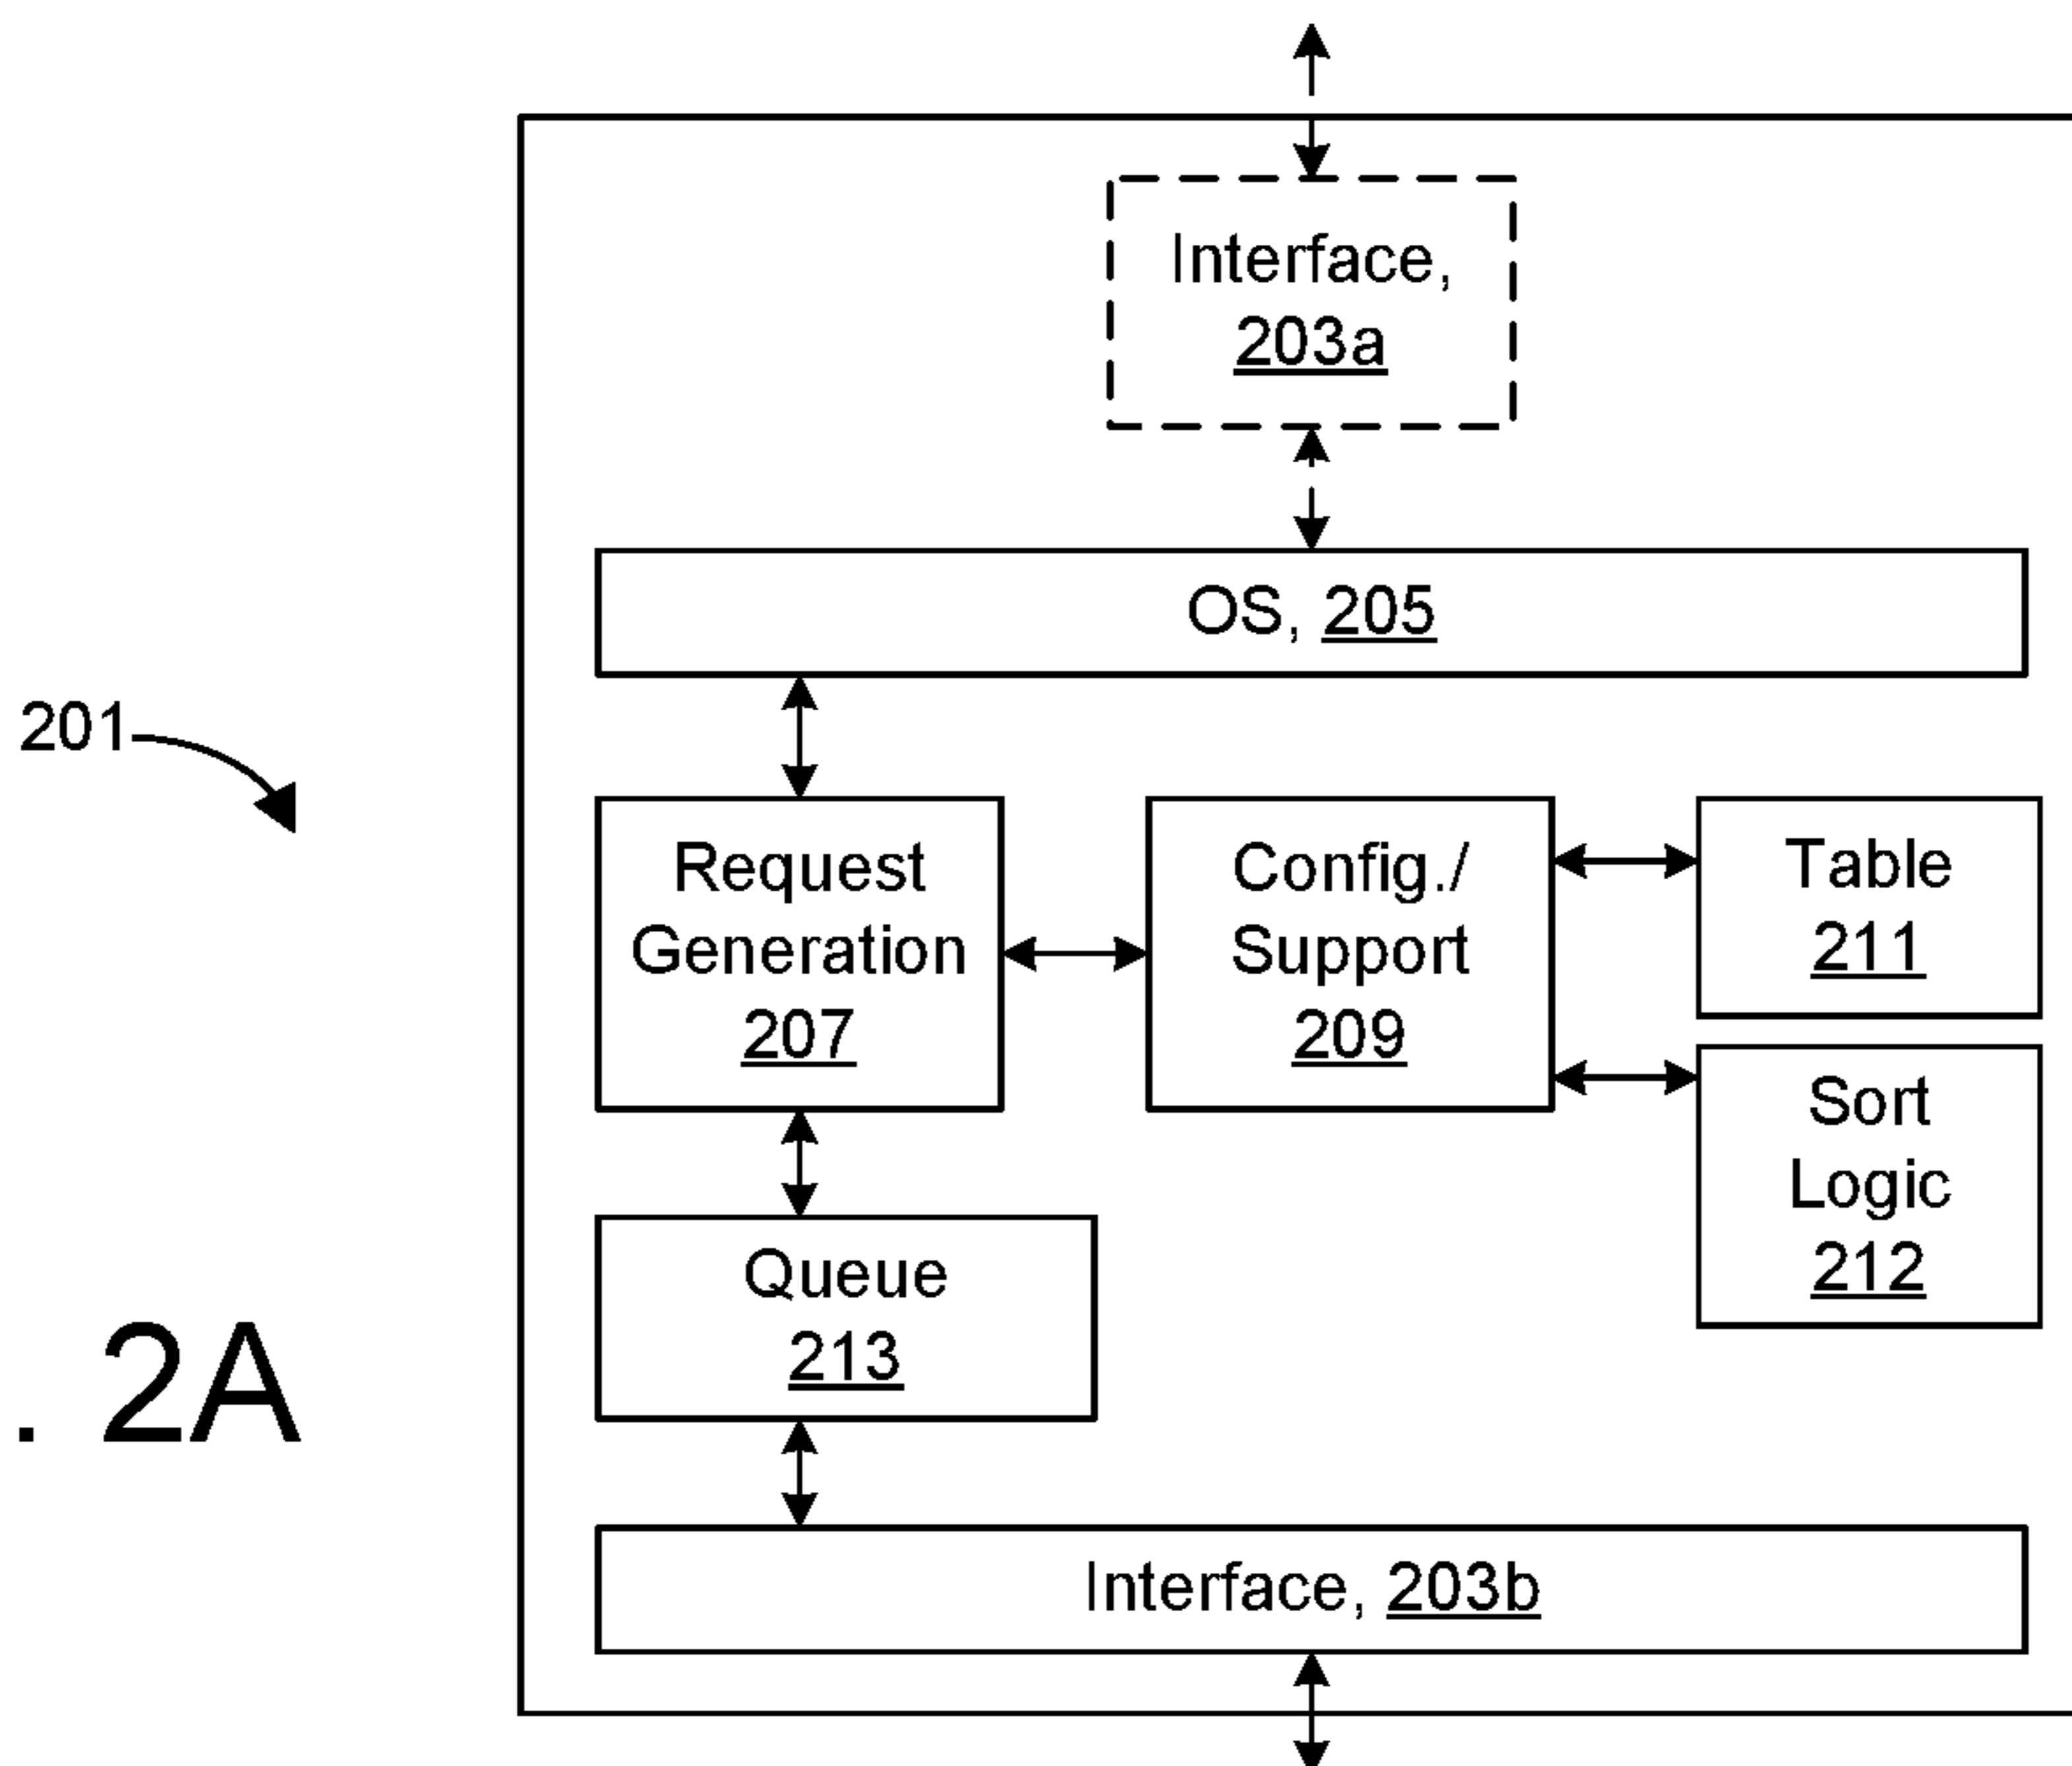 Interface,
203a
OS, 205
201
Request
Generation
207
Config./
Support
209
Table
211
Sort
Logic
212
Queue
213
. 2A
Interface, 203b